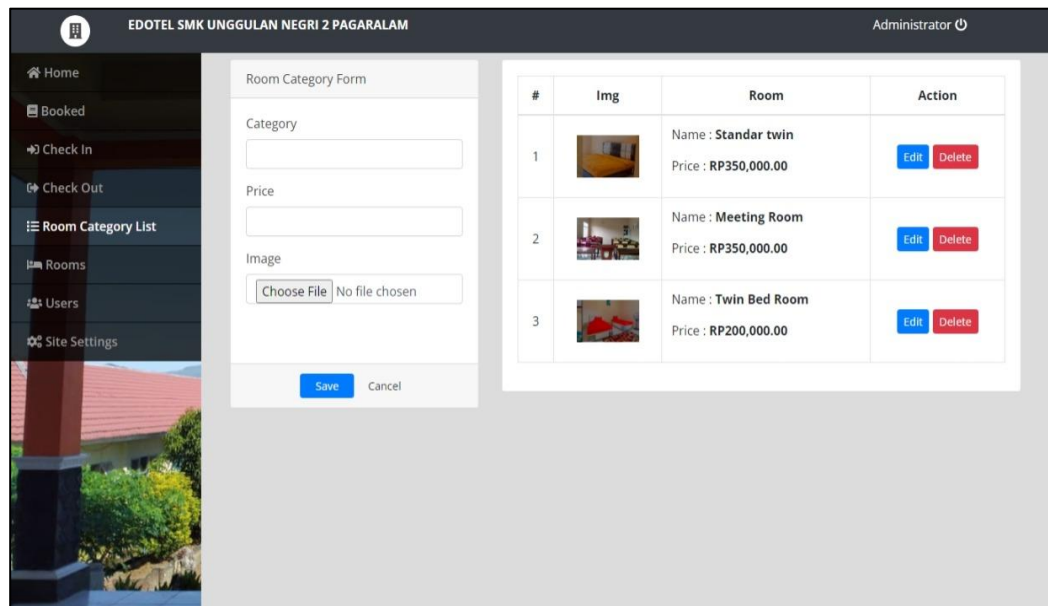 EDOTEL SMK UNGGULAN NEGRI 2 PAGARALAM
Administrator
Home
Booked
Check In
Check Out
Room Category List
Rooms
Users
Site Settings
Room Category Form
Category
Price
Image
Choose File No file chosen
Save Cancel
# Img Room Action
1 Name : Standar twin
Price : RP350,000.00
Edit Delete
2 Name : Meeting Room
Price : RP350,000.00
Edit Delete
3 Name : Twin Bed Room
Price : RP200,000.00
Edit Delete